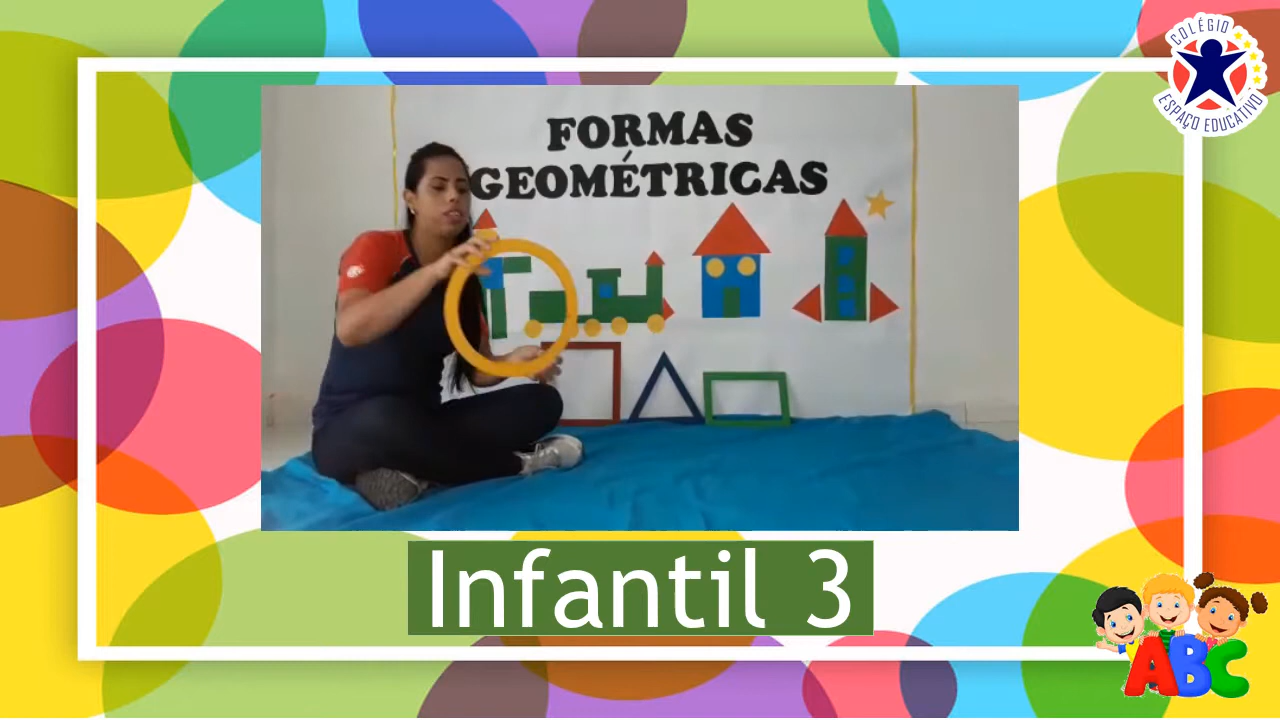 COLÉGIO
ESPAÇO EDUCATIVO
FORMAS
GEOMÉTRICAS
Infantil 3
ABC